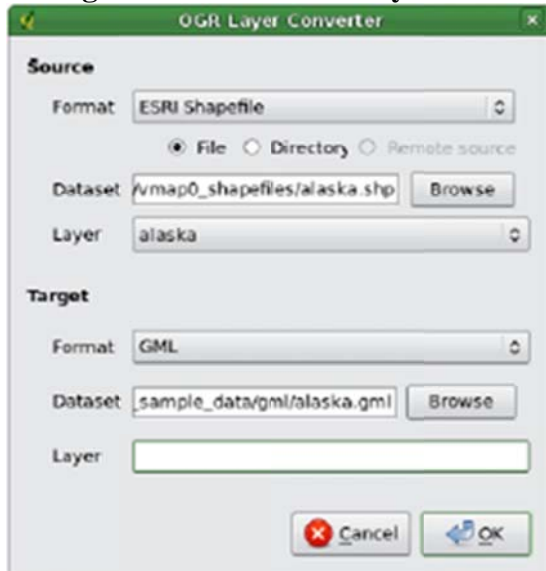 OGR Layer Converter
Source
Format ESRI Shapefile
File Directory Remote source
Dataset /vmap0_shapefiles/alaska.shp Browse
Layer alaska
Target
Format GML
Dataset _sample_data/gml/alaska.gml Browse
Layer
Cancel OK